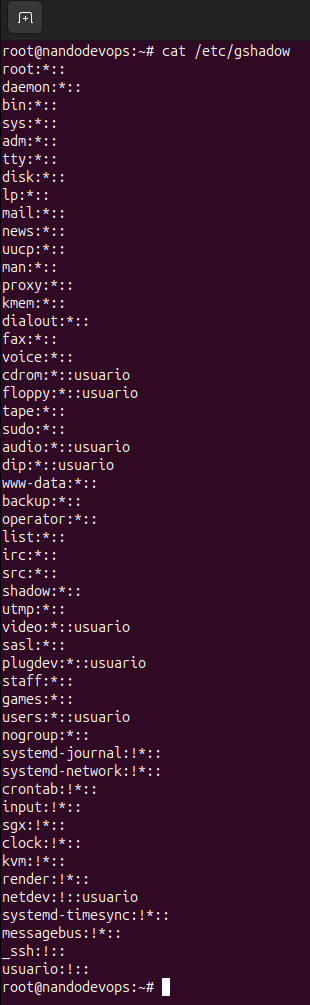 root@nandodevops:~# cat /etc/gshadow
root:*::
daemon:*::
bin:*::
sys:*::
adm:*::
tty:*::
disk:*::
lp:*::
mail:*::
news:*::
uucp:*::
man:*::
proxy:*::
kmem:*::
dialout:*::
fax:*::
voice:*::
cdrom:*::usuario
floppy:*::usuario
tape:*::
sudo:*::
audio:*::usuario
dip:*::usuario
www-data:*::
backup:*::
operator:*::
list:*::
irc:*::
src:*::
shadow:*::
utmp:*::
video:*::usuario
sasl:*::
plugdev:*::usuario
staff:*::
games:*::
users:*::usuario
nogroup:*::
systemd-journal:!*::
systemd-network:!*::
crontab:!*::
input:!*::
sgx:!*::
clock:!*::
kvm:!*::
render:!*::
netdev:!::usuario
systemd-timesync:!*::
messagebus:!*::
_ssh:!::
usuario:!::
root@nandodevops:~#